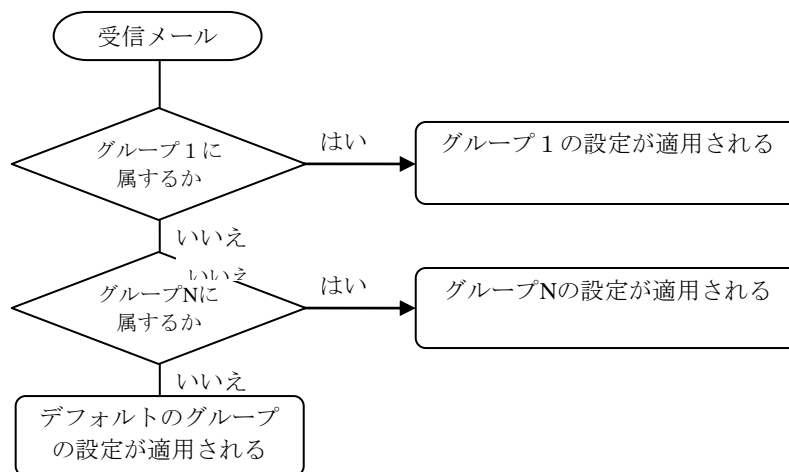 受信メール
グループ１に
属するか
はい
グループ１の設定が適用される
いいえ
いいえ
グループNに
属するか
はい
グループNの設定が適用される
いいえ
デフォルトのグループ
の設定が適用される